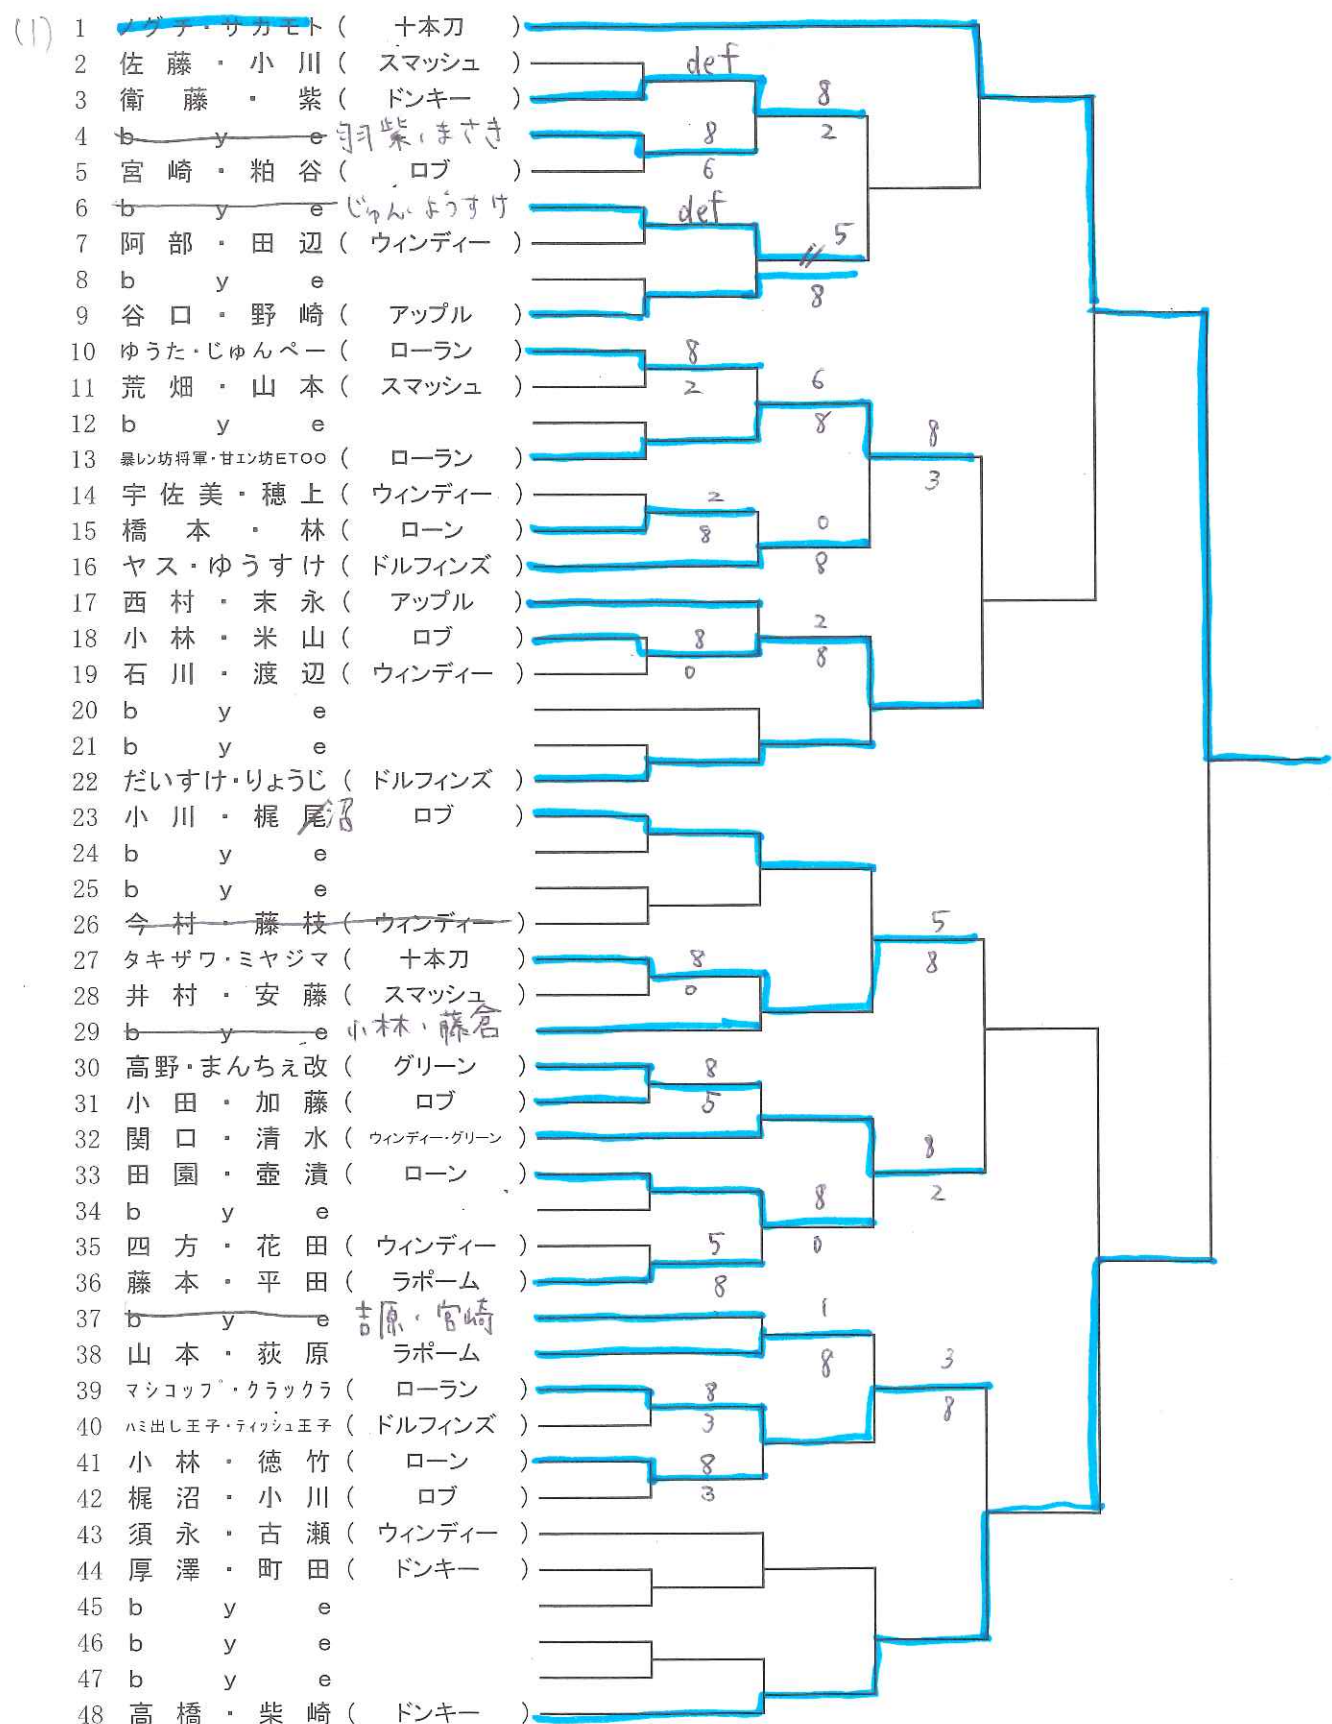 (1) 1 ノグチ・サカモト ( 十本刀 )
2 佐藤・小川 ( スマッシュ ) def
3 衛藤・紫 ( ドンキー ) 8
4 bye 羽柴、まさき 8 2
5 宮崎・粕谷 ( ロブ ) 6
6 bye じゅん、ようすけ def
7 阿部・田辺 ( ウィンディー ) 5
8 bye 8
9 谷口・野崎 ( アップル )
10 ゆうた・じゅんペー ( ローラン ) 8
11 荒畑・山本 ( スマッシュ ) 2 6
12 bye 8 8
13 暴レン坊将軍・甘エン坊ETOO ( ローラン ) 3
14 宇佐美・穂上 ( ウィンディー ) 2
15 橋本・林 ( ローン ) 8 0
16 ヤス・ゆうすけ ( ドルフィンズ ) 8
17 西村・末永 ( アップル ) 2
18 小林・米山 ( ロブ ) 8 8
19 石川・渡辺 ( ウィンディー ) 0
20 bye
21 bye
22 だいすけ・りょうじ ( ドルフィンズ )
23 小川・梶尾沼 ロブ )
24 bye
25 bye
26 今村・藤枝 ( ウィンディー ) 5
27 タキザワ・ミヤジマ ( 十本刀 ) 8 8
28 井村・安藤 ( スマッシュ ) 0
29 bye 小林、藤倉
30 高野・まんちぇ改 ( グリーン ) 8
31 小田・加藤 ( ロブ ) 5
32 関口・清水 ( ウィンディー・グリーン ) 8
33 田園・壷漬 ( ローン ) 8 2
34 bye
35 四方・花田 ( ウィンディー ) 5 0
36 藤本・平田 ( ラポーム ) 8
37 bye 吉原、宮崎 1
38 山本・荻原 ラポーム 8 3
39 マシコップ・クラックラ ( ローラン ) 8 8
40 ハミ出し王子・ティッシュ王子 ( ドルフィンズ ) 3
41 小林・徳竹 ( ローン ) 8
42 梶沼・小川 ( ロブ ) 3
43 須永・古瀬 ( ウィンディー )
44 厚澤・町田 ( ドンキー )
45 bye
46 bye
47 bye
48 高橋・柴崎 ( ドンキー )